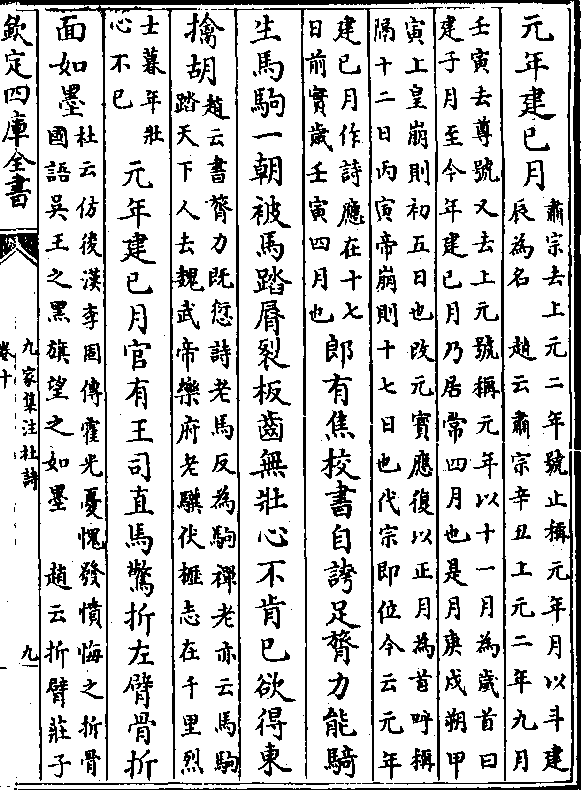 元年建巳月
肅宗去上元二年號止稱元年月以斗建
辰為名　趙云肅宗辛丑上元二年九月
壬寅去尊號又去上元號稱元年以十一月為歲首曰
建子月至今年建巳月乃居常四月也是月庚戌朔甲
寅上皇崩則初五日也改元寶應復以正月為首呼稱
隔十二日丙寅帝崩則十七日也代宗即位今云元年
建巳月作詩應在十七
日前實歲壬寅四月也
郎有焦校書自誇足膂力能騎
生馬駒一朝被馬踏脣裂板齒無壯心不肯已欲得東
擒胡
趙云書膂力既愆詩老馬反為駒禪老亦云馬駒
踏天下人去魏武帝樂府老驥伏櫪志在千里烈
士暮年壯
心不已
元年建巳月官有王司直馬驚折左臂骨折
面如墨
杜云仿後漢李固傳霍光憂愧發憤悔之折骨
國語吳王之黑旗望之如墨　趙云折臂莊子
欽定四庫全書
九家集注杜詩
卷十
九